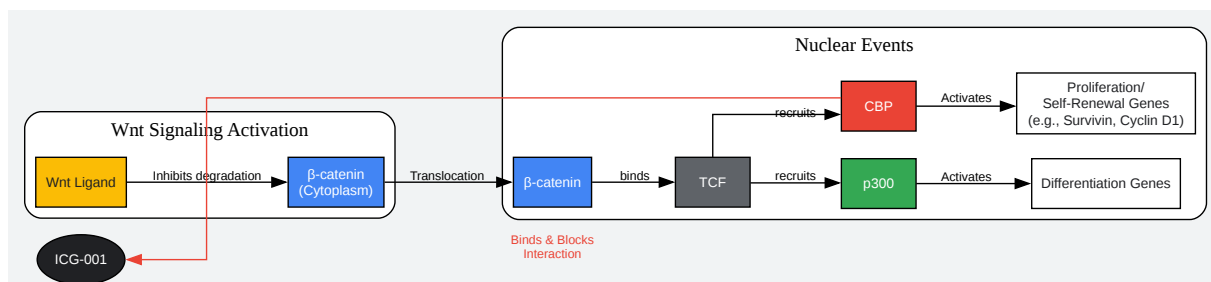 Nuclear Events
Wnt Signaling Activation
Wnt Ligand
Inhibits degradation
β-catenin
(Cytoplasm)
Translocation
β-catenin
binds
TCF
recruits
CBP
Activates
Proliferation/
Self-Renewal Genes
(e.g., Survivin, Cyclin D1)
recruits
p300
Activates
Differentiation Genes
Binds & Blocks
Interaction
ICG-001